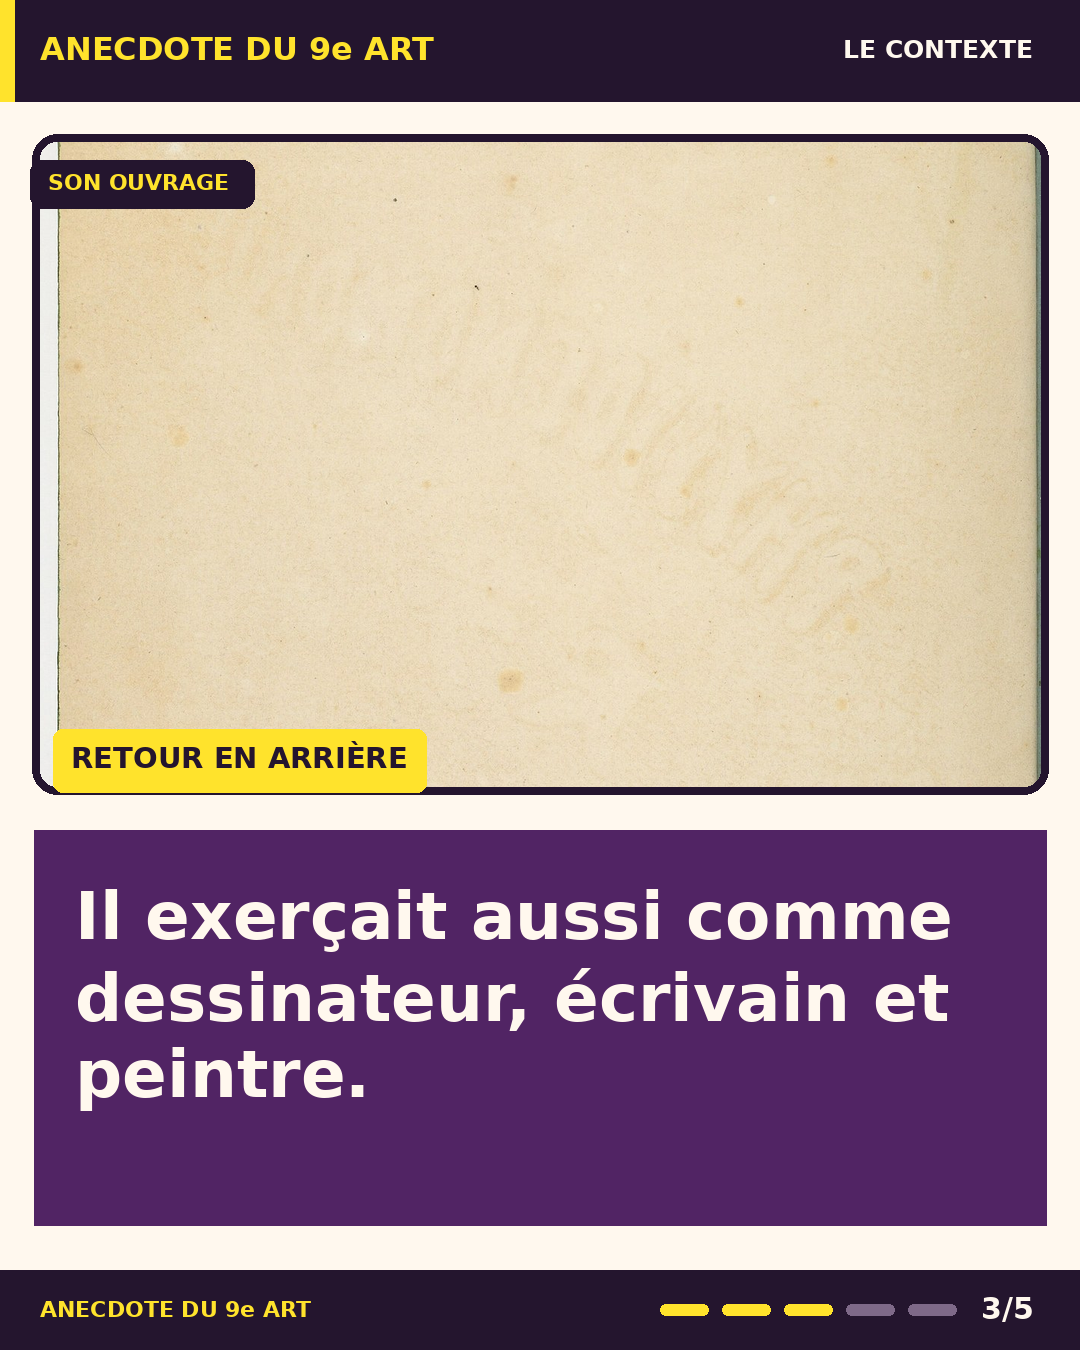 ANECDOTE DU 9e ART
LE CONTEXTE
SON OUVRAGE
RETOUR EN ARRIÈRE
Il exerçait aussi comme
dessinateur, écrivain et
peintre.
ANECDOTE DU 9e ART
3/5